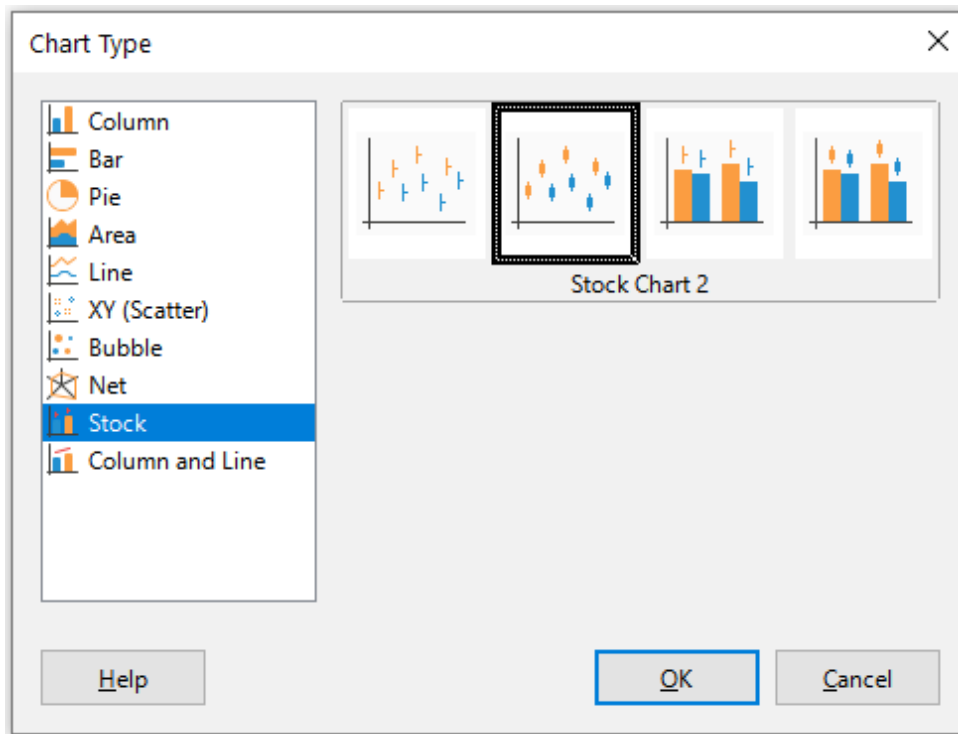 Chart Type
Column
Bar
Pie
Area
Line
XY (Scatter)
Bubble
Net
Stock
Column and Line
Stock Chart 2
Help
OK
Cancel